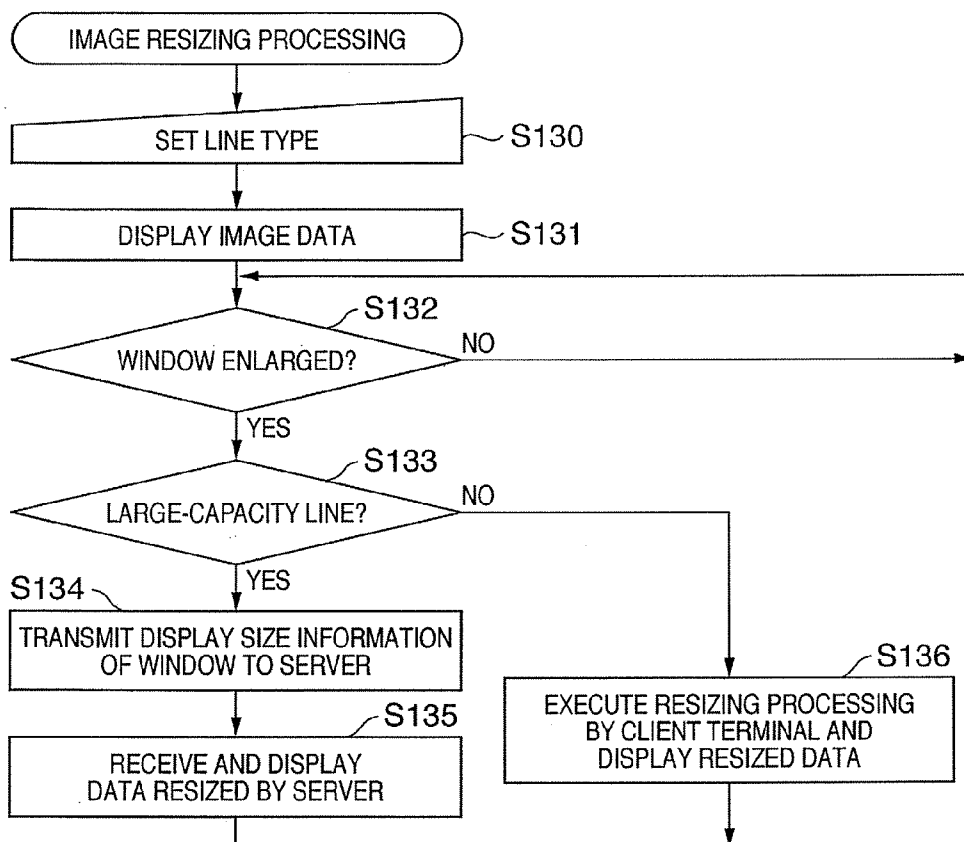 IMAGE RESIZING PROCESSING
SET LINE TYPE
S130
DISPLAY IMAGE DATA
S131
S132
WINDOW ENLARGED?
NO
YES
S133
LARGE-CAPACITY LINE?
NO
YES
S134
TRANSMIT DISPLAY SIZE INFORMATION
OF WINDOW TO SERVER
S135
RECEIVE AND DISPLAY
DATA RESIZED BY SERVER
S136
EXECUTE RESIZING PROCESSING
BY CLIENT TERMINAL AND
DISPLAY RESIZED DATA